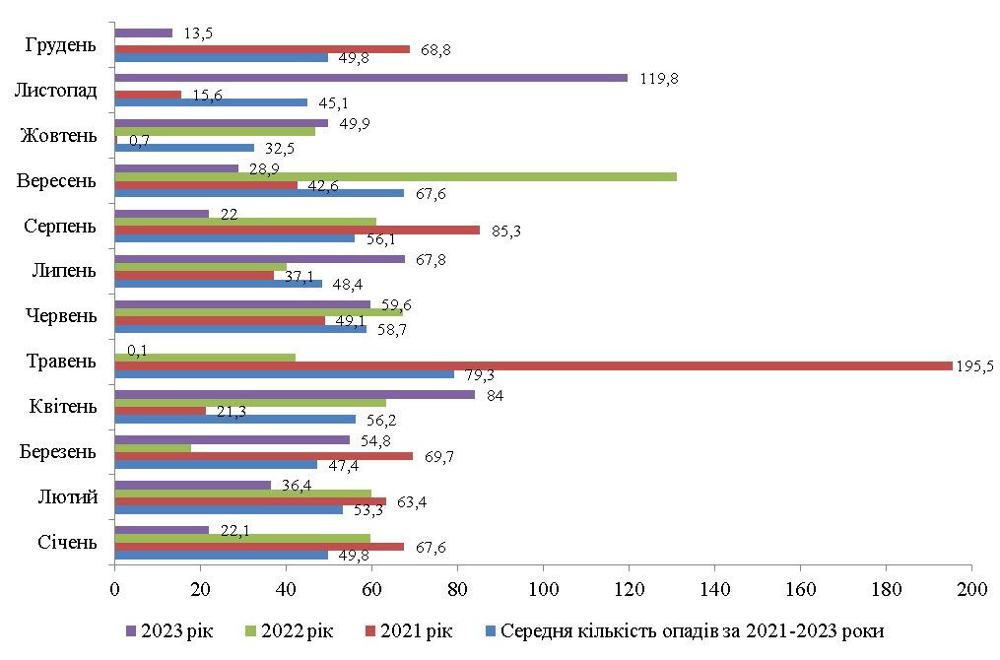 Грудень
13,5
68,8
49,8
Листопад
119,8
15,6
45,1
Жовтень
49,9
0,7
32,5
Вересень
28,9
42,6
67,6
Серпень
22
85,3
56,1
Липень
67,8
37,1
48,4
Червень
59,6
49,1
58,7
Травень
0,1
195,5
79,3
Квітень
84
21,3
56,2
Березень
54,8
69,7
47,4
Лютий
36,4
63,4
53,3
Січень
22,1
67,6
49,8
0 20 40 60 80 100 120 140 160 180 200
2023 рік 2022 рік 2021 рік Середня кількість опадів за 2021-2023 роки